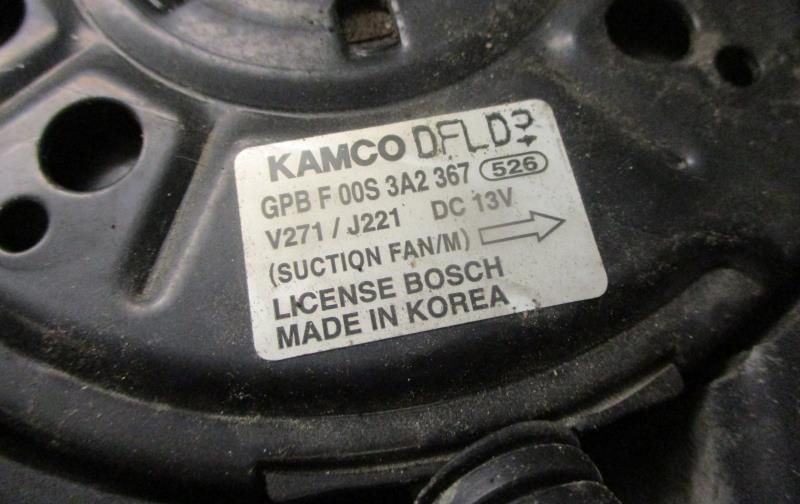 KAMCO DFLD
GPB F 00S 3A2 367 526
V271 / J221 DC 13V
(SUCTION FAN/M)
LICENSE BOSCH
MADE IN KOREA